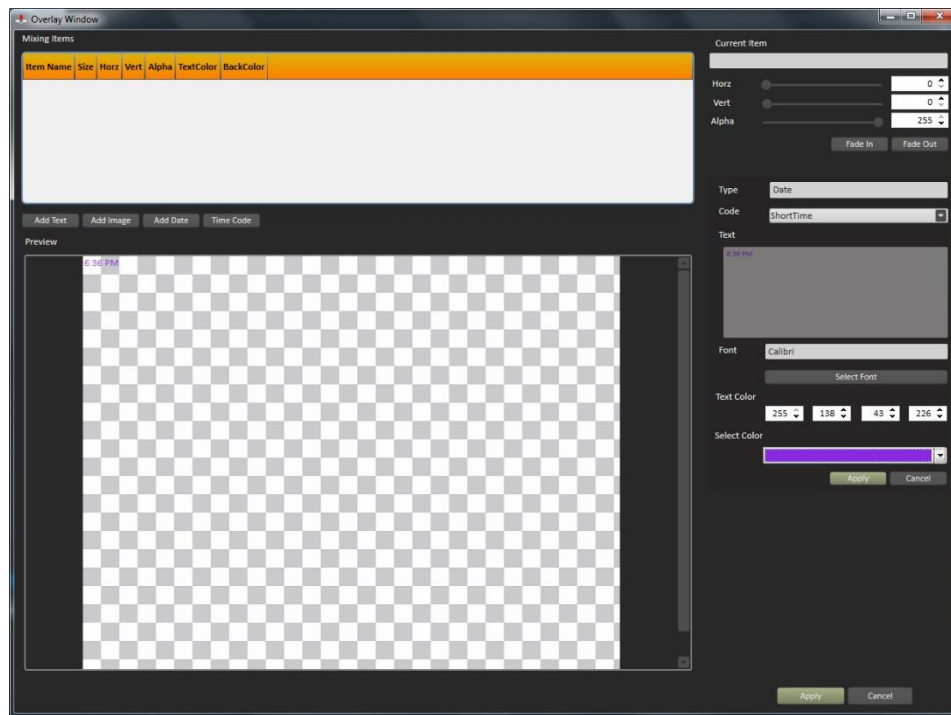 Overlay Window
Mixing Items
Item Name Size Horz Vert Alpha TextColor BackColor
Add Text Add Image Add Date Time Code
Preview
6:36 PM
Current Item
Horz 0
Vert 0
Alpha 255
Fade In Fade Out
Type Date
Code ShortTime
Text
6:36 PM
Font Calibri
Select Font
Text Color
255 138 43 226
Select Color
Apply Cancel
Apply Cancel